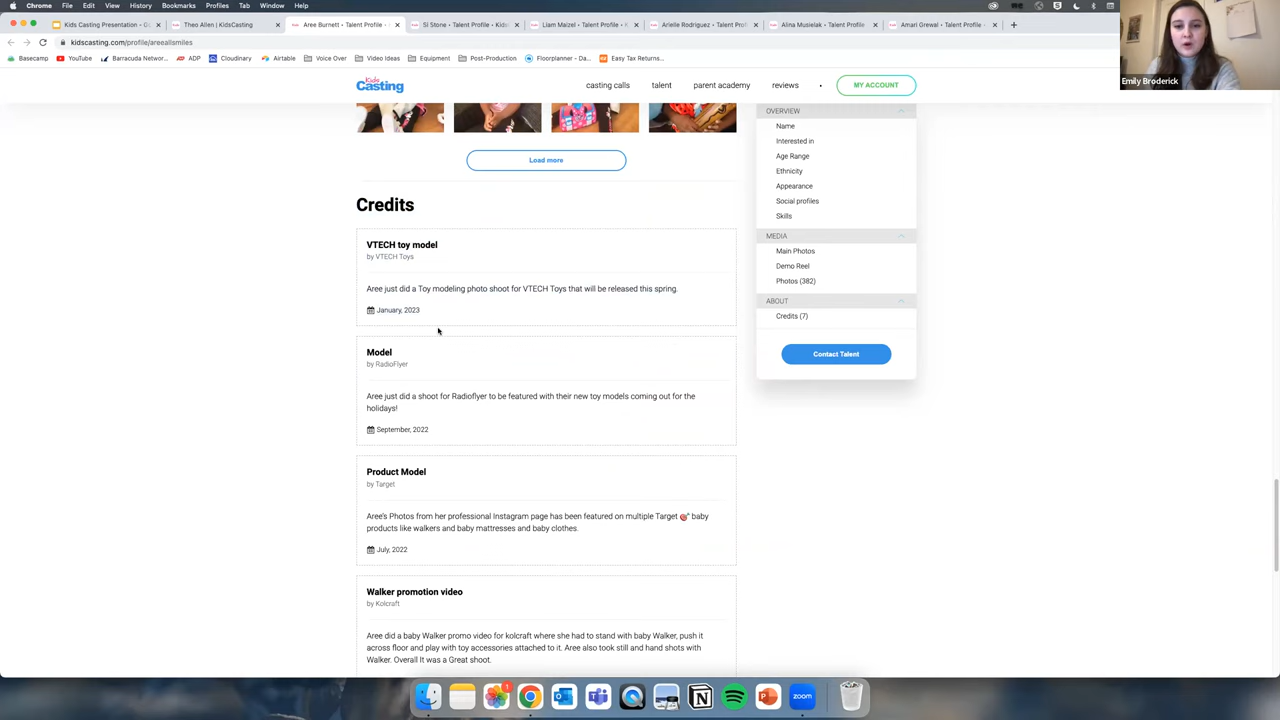 Chrome File Edit View History Bookmarks Profiles Tab Window Help
Kids Casting Presentation - G
Theo Allen | KidsCasting
Aree Burnett • Talent Profile •
Si Stone • Talent Profile • Kids
Liam Maizel • Talent Profile • K
Arielle Rodriguez • Talent Prof
Alina Musielak • Talent Profile
Amari Grewal • Talent Profile •
kidscasting.com/profile/areeallsmiles
Basecamp YouTube Barracuda Networ... ADP Cloudinary Airtable Voice Over Video Ideas Equipment Post-Production Floorplanner - Da... Easy Tax Returns...
Emily Broderick
Kids Casting
casting calls talent parent academy reviews MY ACCOUNT
Load more
Credits
VTECH toy model
by VTECH Toys
Aree just did a Toy modeling photo shoot for VTECH Toys that will be released this spring.
January, 2023
Model
by RadioFlyer
Aree just did a shoot for Radioflyer to be featured with their new toy models coming out for the
holidays!
September, 2022
Product Model
by Target
Aree's Photos from her professional Instagram page has been featured on multiple Target 🎯" baby
products like walkers and baby mattresses and baby clothes.
July, 2022
Walker promotion video
by Kolcraft
Aree did a baby Walker promo video for kolcraft where she had to stand with baby Walker, push it
across floor and play with toy accessories attached to it. Aree also took still and hand shots with
Walker. Overall It was a Great shoot.
OVERVIEW
Name
Interested in
Age Range
Ethnicity
Appearance
Social profiles
Skills
MEDIA
Main Photos
Demo Reel
Photos (382)
ABOUT
Credits (7)
Contact Talent
1
zoom